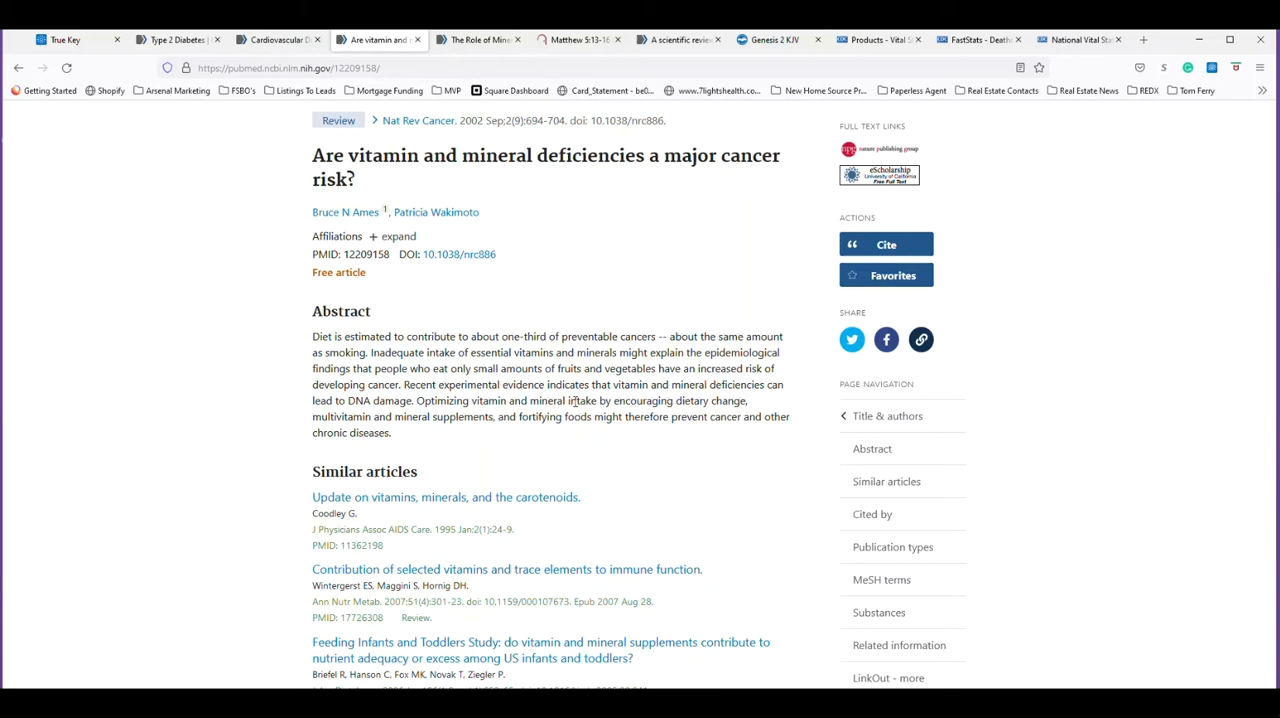 True Key
Type 2 Diabetes |
Cardiovascular D
Are vitamin and
The Role of Mine
Matthew 5:13-16
A scientific review
Genesis 2 KJV
Products - Vital S
FastStats - Death
National Vital Sta
https://pubmed.ncbi.nlm.nih.gov/12209158/
Getting Started
Shopify
Arsenal Marketing
FSBO's
Listings To Leads
Mortgage Funding
MVP
Square Dashboard
Card_Statement - be0...
www.7lightshealth.co...
New Home Source Pr...
Paperless Agent
Real Estate Contacts
Real Estate News
REDX
Tom Ferry
Review > Nat Rev Cancer. 2002 Sep;2(9):694-704. doi: 10.1038/nrc886.
Are vitamin and mineral deficiencies a major cancer
risk?
Bruce N Ames 1, Patricia Wakimoto
Affiliations + expand
PMID: 12209158 DOI: 10.1038/nrc886
Free article
Abstract
Diet is estimated to contribute to about one-third of preventable cancers -- about the same amount
as smoking. Inadequate intake of essential vitamins and minerals might explain the epidemiological
findings that people who eat only small amounts of fruits and vegetables have an increased risk of
developing cancer. Recent experimental evidence indicates that vitamin and mineral deficiencies can
lead to DNA damage. Optimizing vitamin and mineral intake by encouraging dietary change,
multivitamin and mineral supplements, and fortifying foods might therefore prevent cancer and other
chronic diseases.
Similar articles
Update on vitamins, minerals, and the carotenoids.
Coodley G.
J Physians Assoc AIDS Care. 1995 Jan;2(1):24-9.
PMID: 11362198
Contribution of selected vitamins and trace elements to immune function.
Wintergerst ES, Maggini S, Hornig DH.
Ann Nutr Metab. 2007;51(4):301-23. doi: 10.1159/000107673. Epub 2007 Aug 28.
PMID: 17726308 Review.
Feeding Infants and Toddlers Study: do vitamin and mineral supplements contribute to
nutrient adequacy or excess among US infants and toddlers?
Briefel R, Hanson C, Fox MK, Novak T, Ziegler P.
FULL TEXT LINKS
npg nature publishing group
eScholarship
University of California
Free Full Text
ACTIONS
Cite
Favorites
SHARE
PAGE NAVIGATION
Title & authors
Abstract
Similar articles
Cited by
Publication types
MeSH terms
Substances
Related information
LinkOut - more